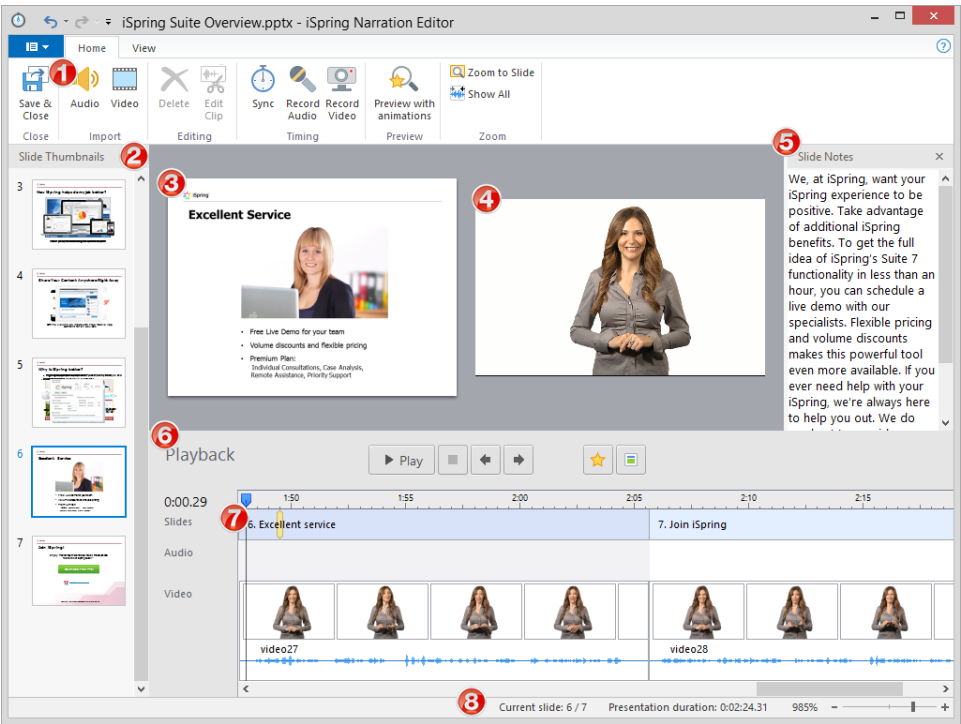 iSpring Suite Overview.pptx - iSpring Narration Editor
Home View
1
Save & Close
Audio
Video
Delete
Edit Clip
Sync
Record Audio
Record Video
Preview with animations
Zoom to Slide
Show All
Close
Import
Editing
Timing
Preview
Zoom
Slide Thumbnails
2
3
4
5
6
7
3
iSpring
Excellent Service
• Free Live Demo for your team
• Volume discounts and flexible pricing
• Premium Plan:
Individual Consultations, Case Analysis,
Remote Assistance, Priority Support
4
5
Slide Notes
We, at iSpring, want your
iSpring experience to be
positive. Take advantage
of additional iSpring
benefits. To get the full
idea of iSpring's Suite 7
functionality in less than an
hour, you can schedule a
live demo with our
specialists. Flexible pricing
and volume discounts
makes this powerful tool
even more available. If you
ever need help with your
iSpring, we're always here
to help you out. We do
6
Playback
Play
0:00.29
1:50 1:55 2:00 2:05 2:10 2:15
7
Slides
6. Excellent service
7. Join iSpring
Audio
Video
video27
video28
8
Current slide: 6 / 7
Presentation duration: 0:02:24.31
985%